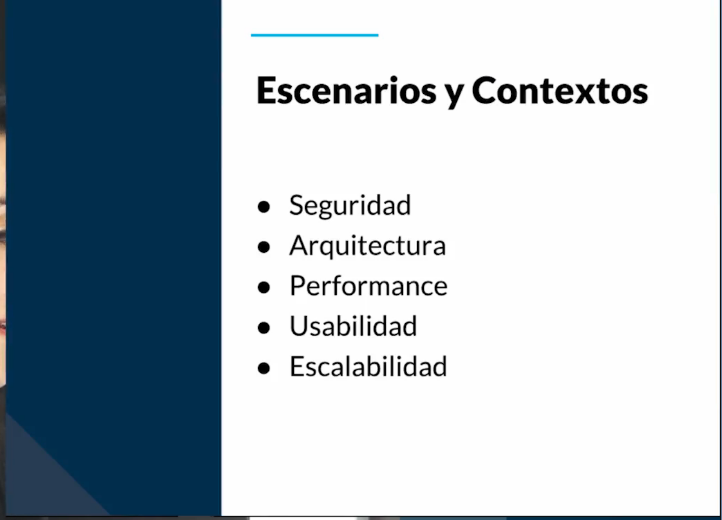 Escenarios y Contextos
● Seguridad
● Arquitectura
● Performance
● Usabilidad
● Escalabilidad